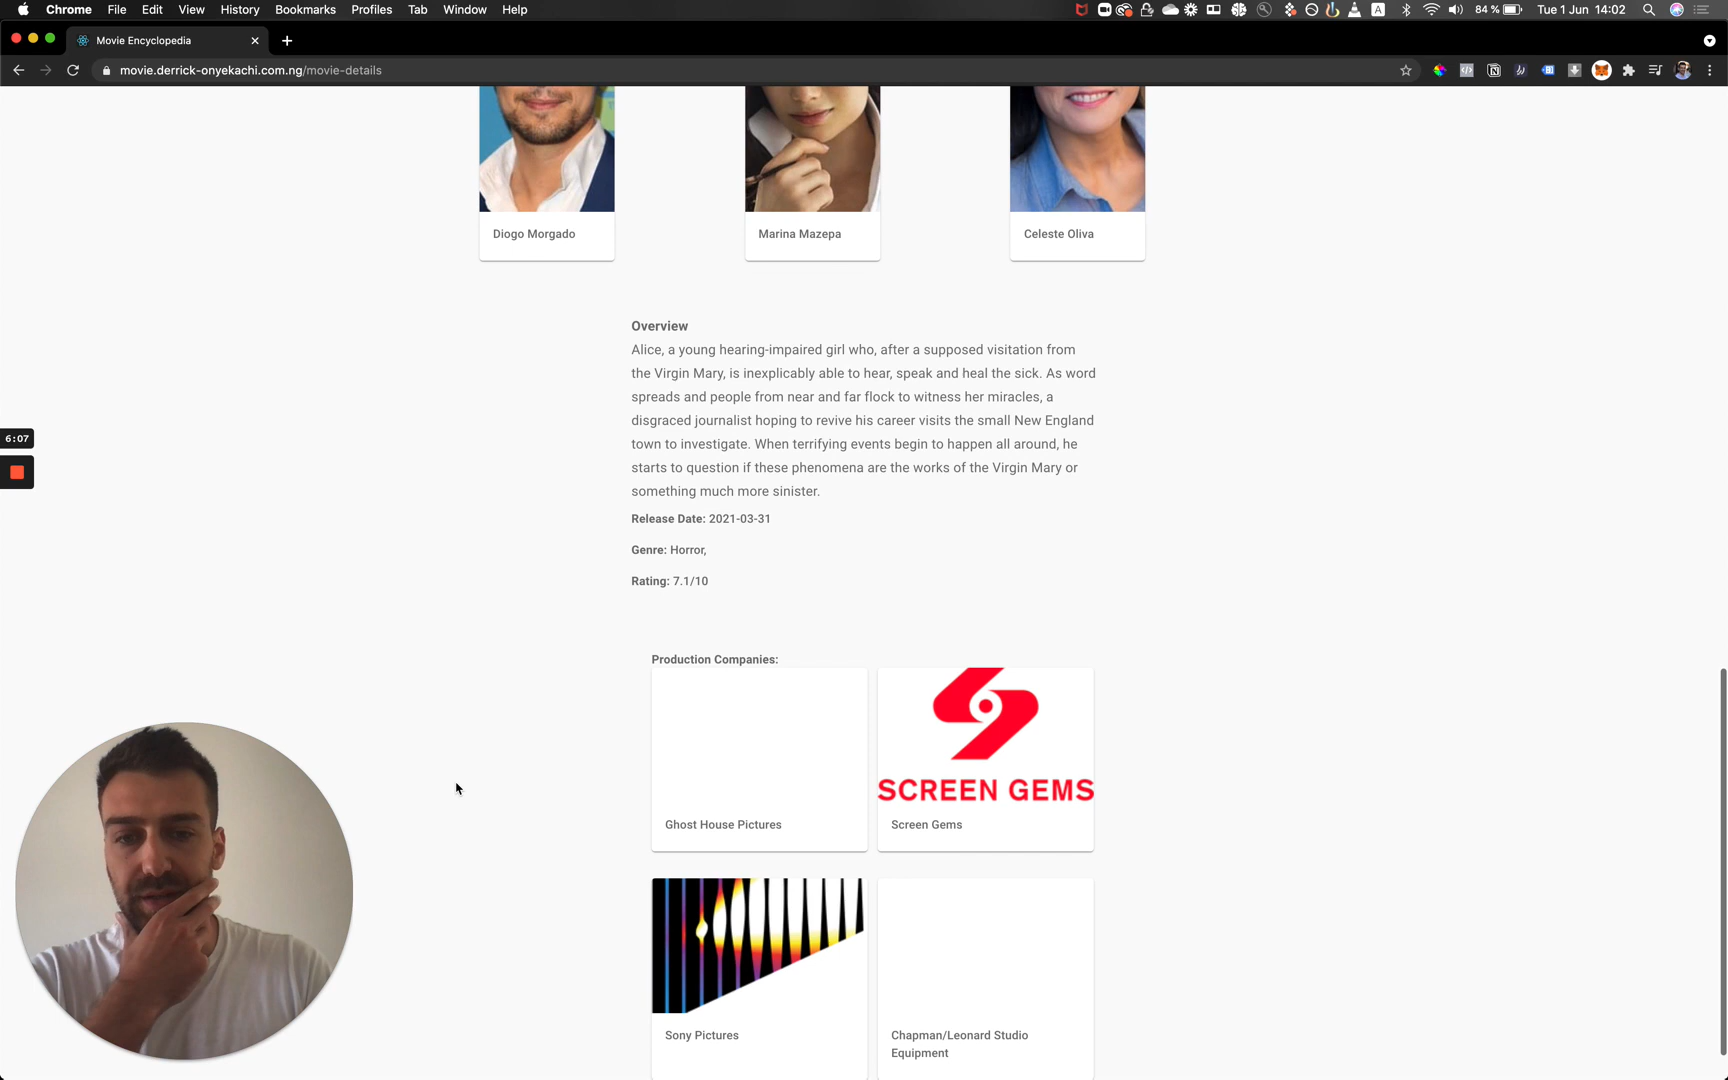 Chrome File Edit View History Bookmarks Profiles Tab Window Help 84 % Tue 1 Jun 14:02
Movie Encyclopedia
movie.derrick-onyekachi.com.ng/movie-details
Diogo Morgado Marina Mazepa Celeste Oliva
Overview
Alice, a young hearing-impaired girl who, after a supposed visitation from
the Virgin Mary, is inexplicably able to hear, speak and heal the sick. As word
spreads and people from near and far flock to witness her miracles, a
disgraced journalist hoping to revive his career visits the small New England
town to investigate. When terrifying events begin to happen all around, he
starts to question if these phenomena are the works of the Virgin Mary or
something much more sinister.
6:07
Release Date: 2021-03-31
Genre: Horror,
Rating: 7.1/10
Production Companies:
SCREEN GEMS
Ghost House Pictures Screen Gems
Sony Pictures Chapman/Leonard Studio
Equipment